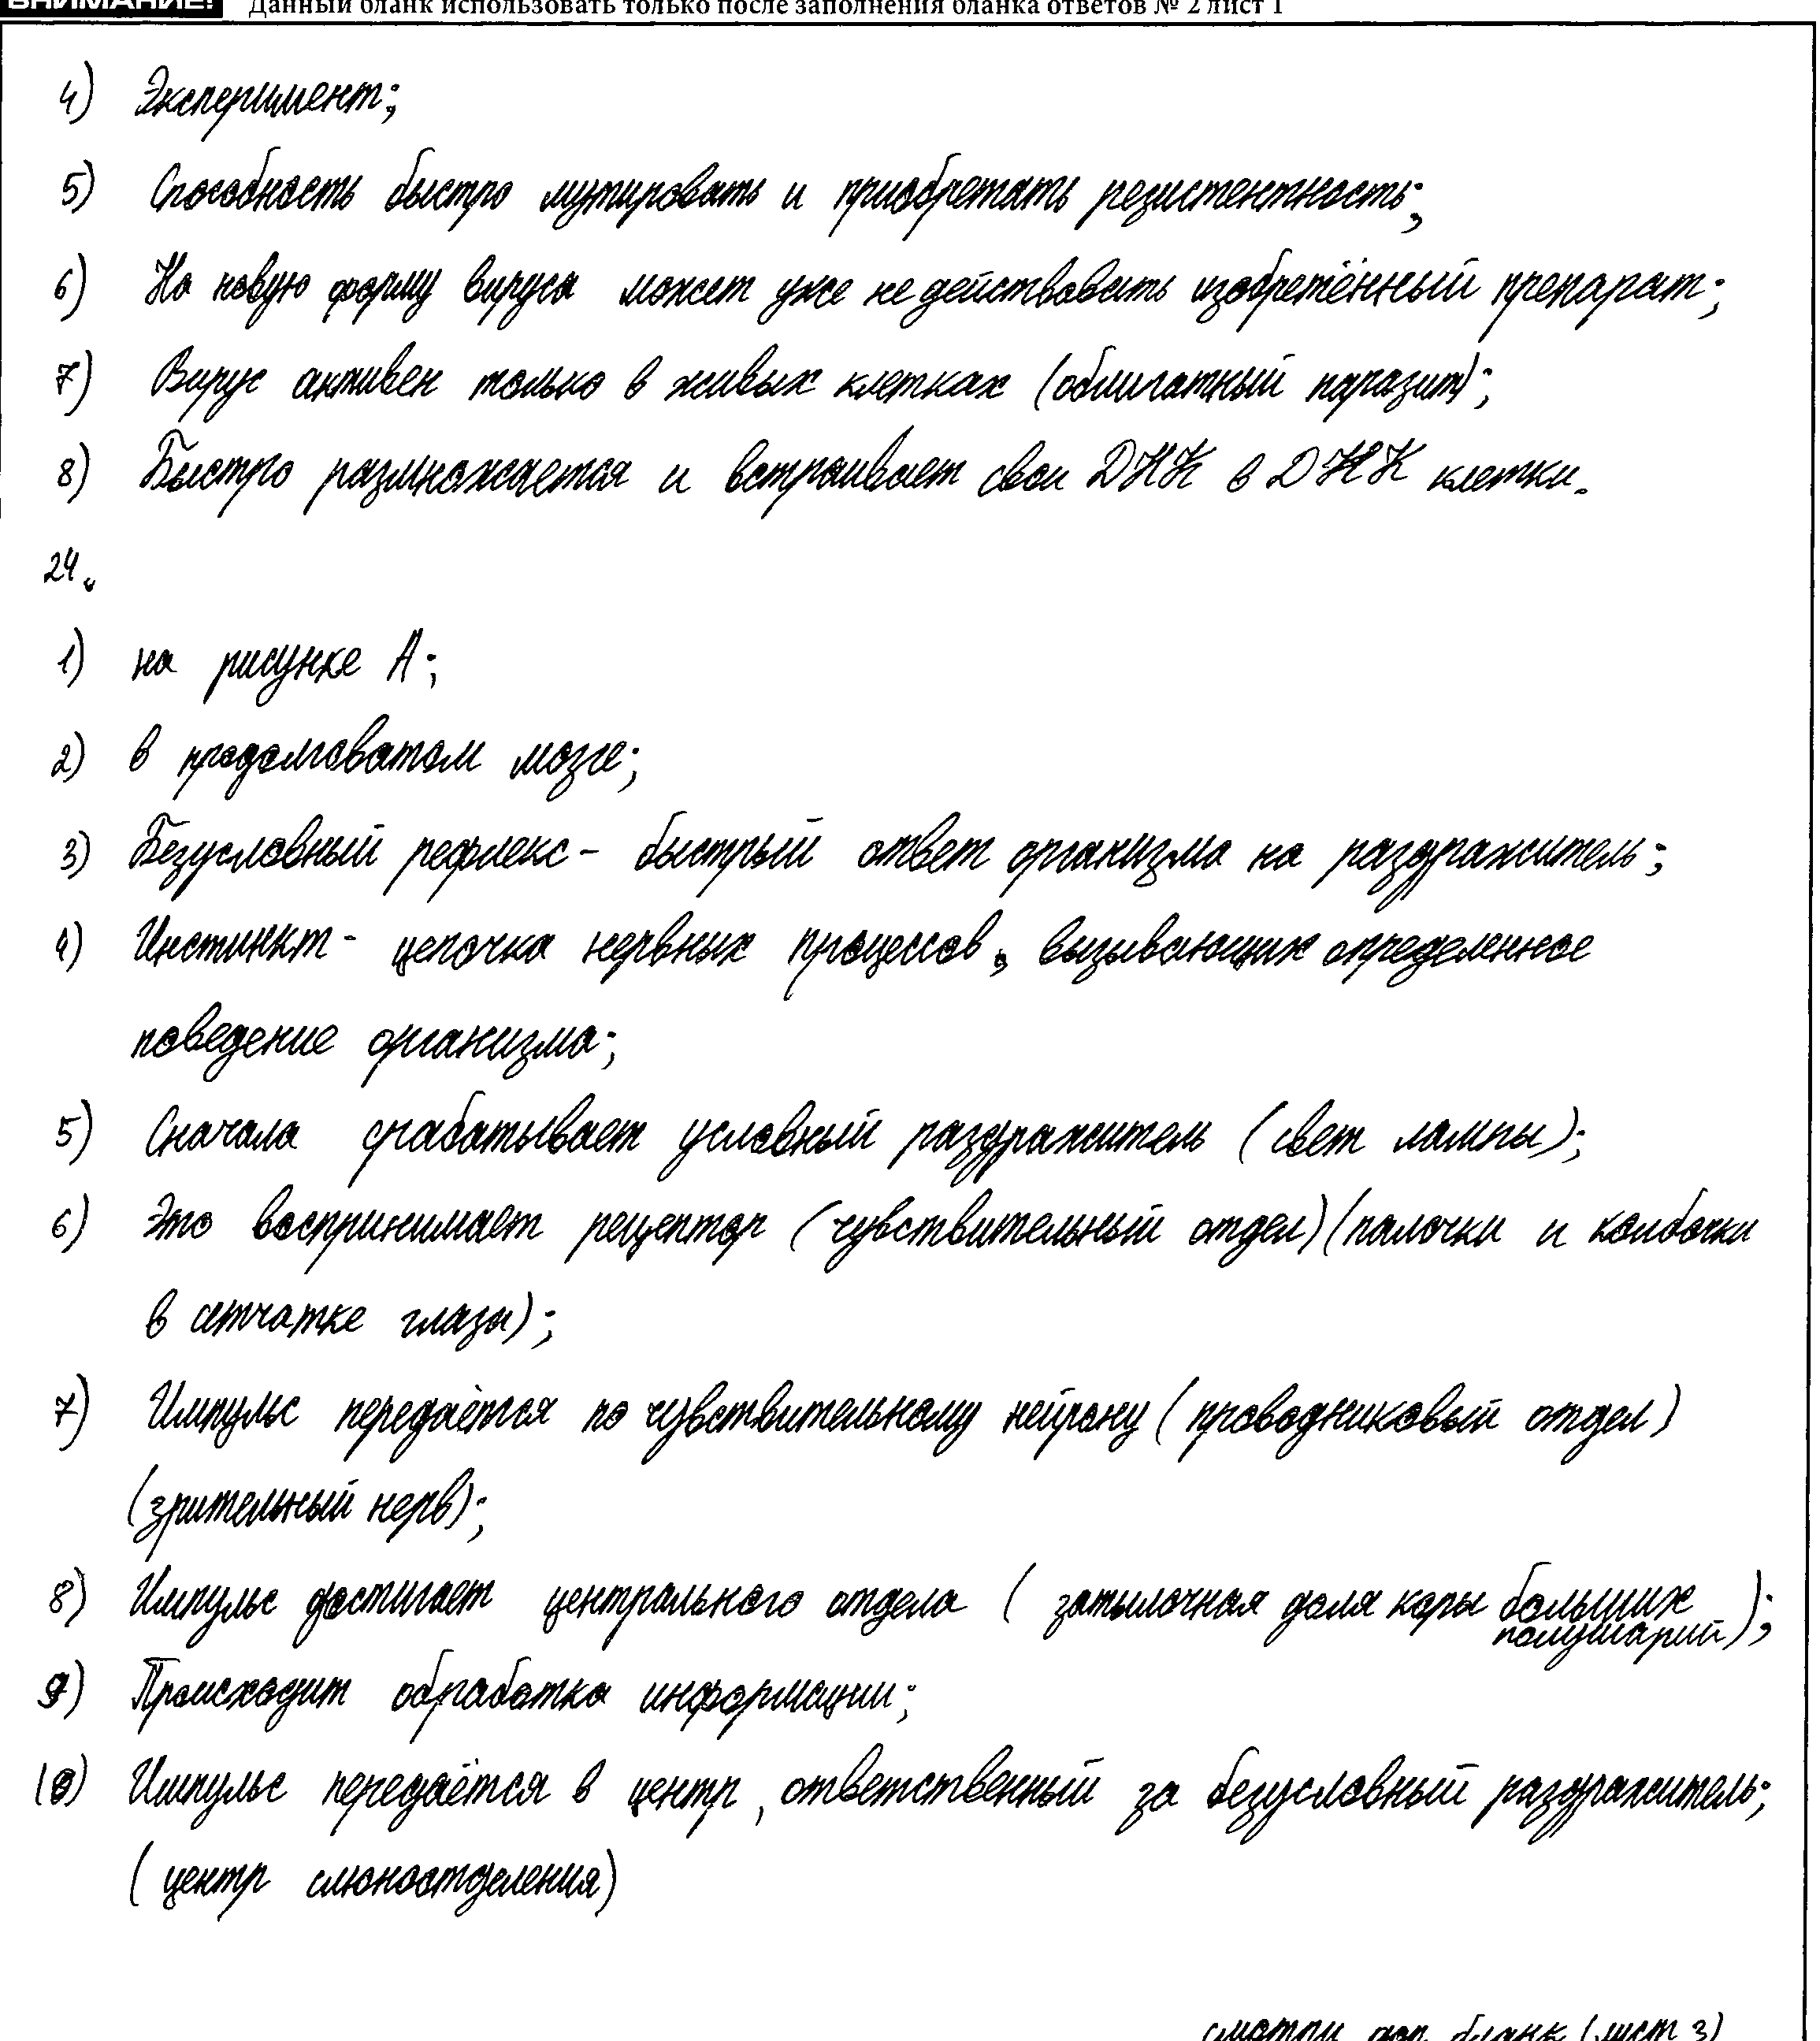 ВНИМАНИЕ! Данный бланк использовать только после заполнения бланка ответов № 2 лист 1
4) Эксперимент;
5) Способность быстро мутировать и приобретать резистентность;
6) На новую форму вируса может уже не действовать изобретённый препарат;
7) Вирус активен только в живых клетках (облигатный паразит);
8) Быстро размножается и встраивает свои ДНК в ДНК клетки.
24.
1) на рисунке А;
2) в продолговатом мозге;
3) Безусловный рефлекс - быстрый ответ организма на раздражитель;
4) Инстинкт - цепочка нервных процессов, вызывающих определенное
поведение организма;
5) Сначала срабатывает условный раздражитель (свет лампы);
6) Это воспринимает рецептор (чувствительный отдел) (палочки и колбочки
в сетчатке глаза);
7) Импульс передаётся по чувствительному нейрону (проводниковый отдел)
(зрительный нерв);
8) Импульс достигает центрального отдела (затылочная доля коры больших
полушарий);
9) Происходит обработка информации;
10) Импульс передаётся в центр, ответственный за безусловный раздражитель;
(центр слюноотделения)
смотри доп. бланк (лист 3)